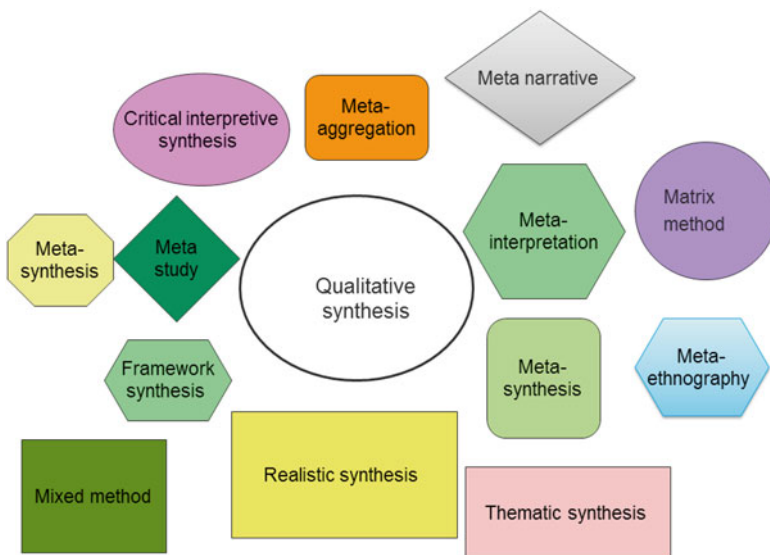 Meta narrative
Critical interpretive
synthesis
Meta-
aggregation
Matrix
method
Meta-
interpretation
Meta-
synthesis
Meta
study
Qualitative
synthesis
Framework
synthesis
Meta-
synthesis
Meta-
ethnography
Mixed method
Realistic synthesis
Thematic synthesis